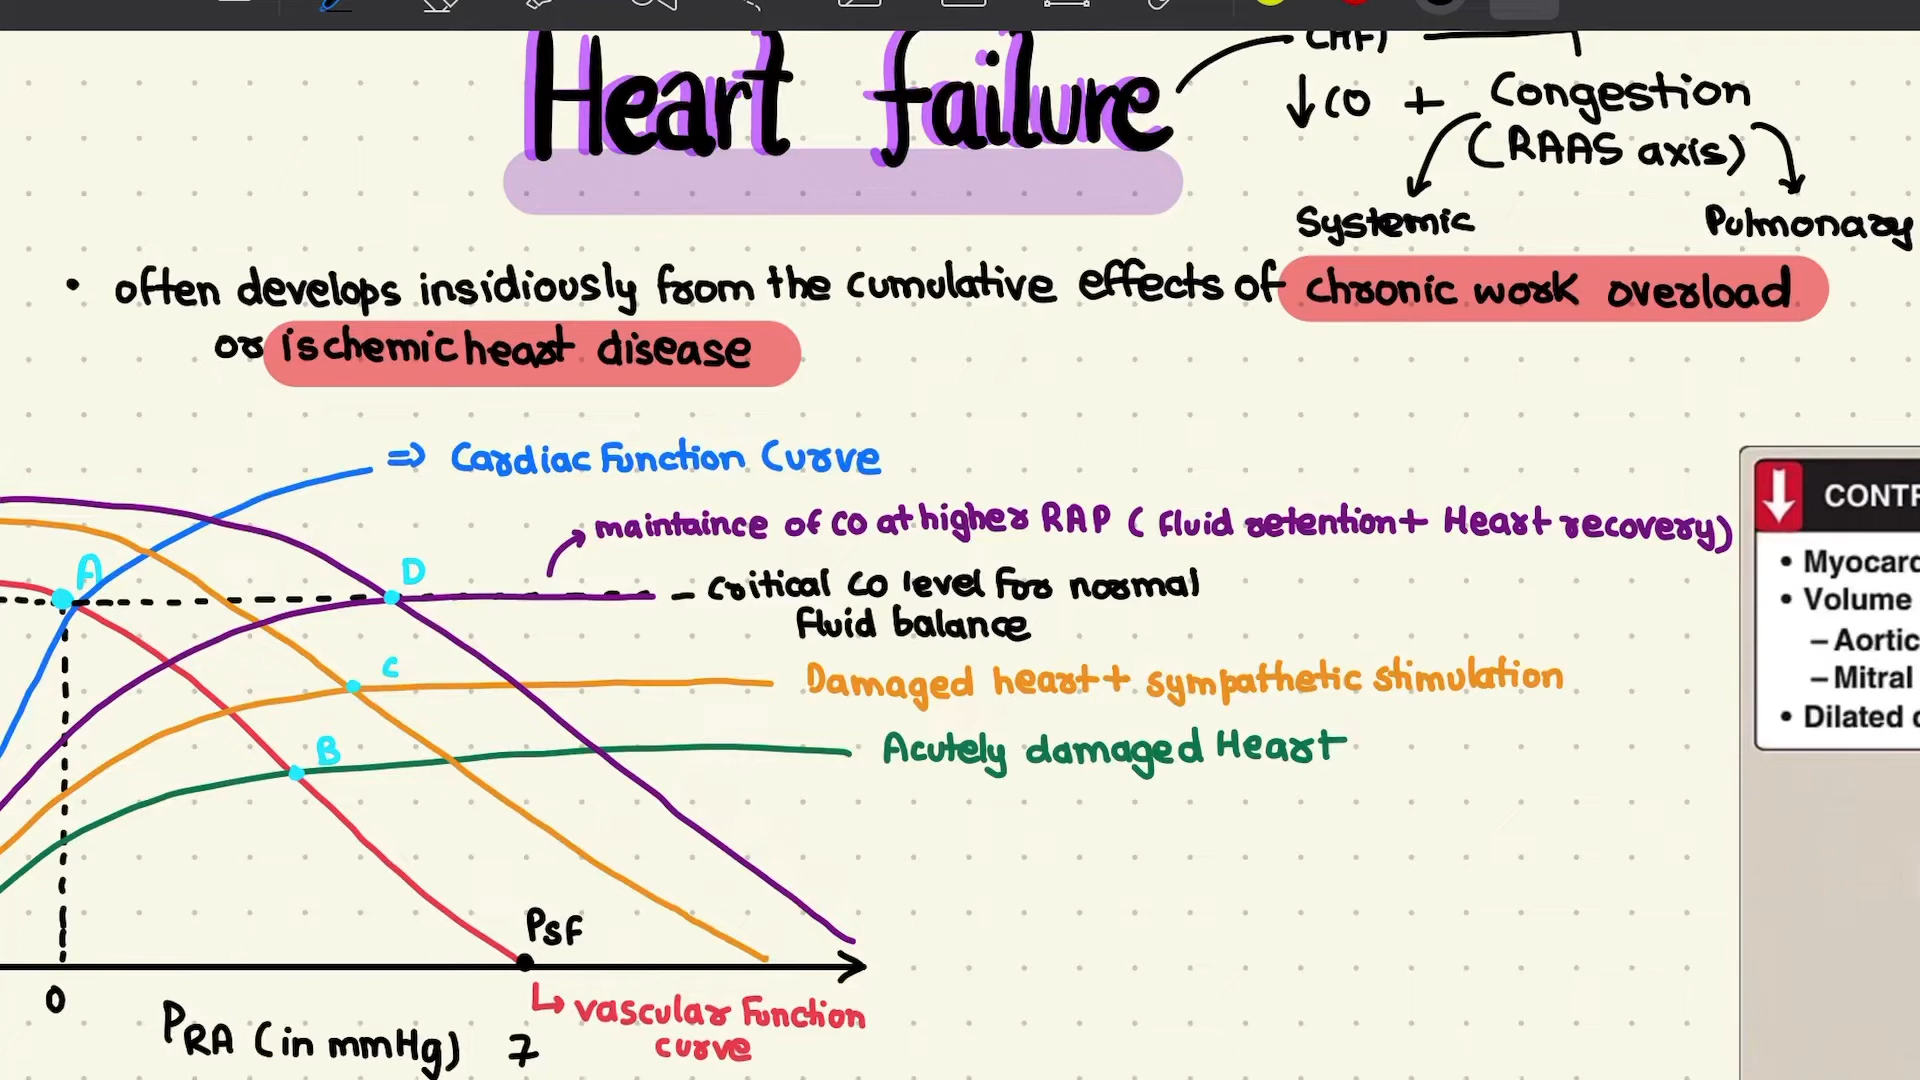 Heart failure
(HF)
↓CO + Congestion
(RAAS axis)
Systemic
Pulmonary
• often develops insidiously from the cumulative effects of chronic work overload
or ischemic heart disease
=> Cardiac Function Curve
maintaince of CO at higher RAP ( Fluid retention + Heart recovery)
A
D
- critical CO level For normal
Fluid balance
C
Damaged heart + sympathetic stimulation
B
Acutely damaged Heart
PSF
0
PRA (in mmHg)
7
↳ vascular Function
curve
• Volume
– Aortic
– Mitral
• Dilated